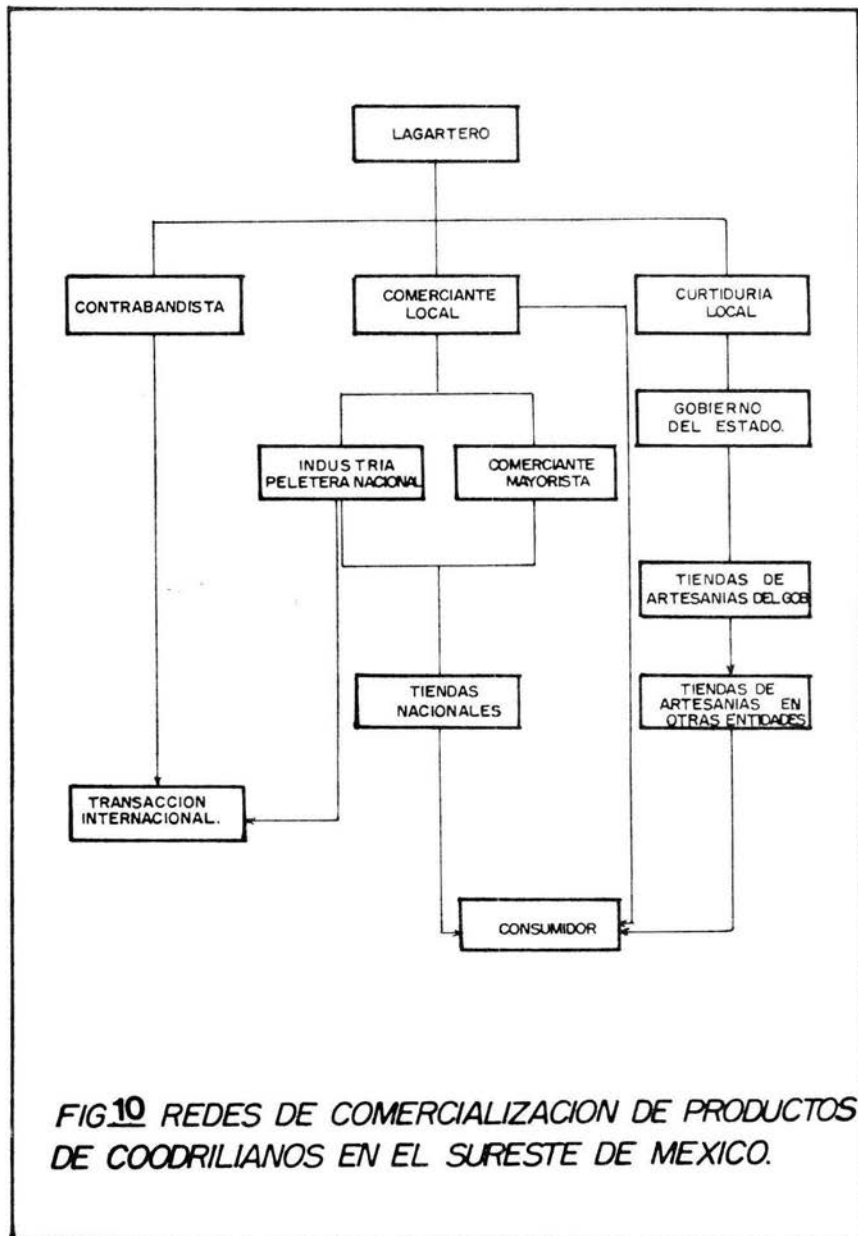 LAGARTERO
CONTRABANDISTA
COMERCIANTE
LOCAL
CURTIDURIA
LOCAL
GOBIERNO
DEL ESTADO.
INDUSTRIA
PELETERA NACIONAL
COMERCIANTE
MAYORISTA
TIENDAS DE
ARTESANIAS DEL GOB
TIENDAS
NACIONALES
TIENDAS DE
ARTESANIAS EN
OTRAS ENTIDADES
TRANSACCION
INTERNACIONAL.
CONSUMIDOR
FIG 10 REDES DE COMERCIALIZACION DE PRODUCTOS
DE COODRILIANOS EN EL SURESTE DE MEXICO.